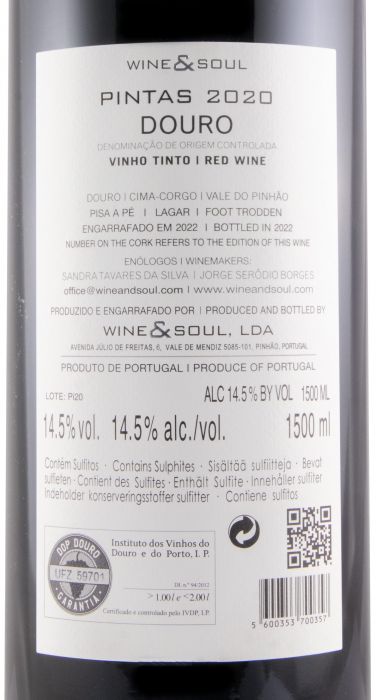 WINE&SOUL
PINTAS 2020
DOURO
DENOMINAÇÃO DE ORIGEM CONTROLADA
VINHO TINTO | RED WINE
DOURO | CIMA-CORGO | VALE DO PINHÃO
PISA A PÉ | LAGAR | FOOT TRODDEN
ENGARRAFADO EM 2022 | BOTTLED IN 2022
NUMBER ON THE CORK REFERS TO THE EDITION OF THIS WINE
ENÓLOGOS | WINEMAKERS:
SANDRA TAVARES DA SILVA | JORGE SERÔDIO BORGES
office@wineandsoul.com | www.wineandsoul.com
PRODUZIDO E ENGARRAFADO POR | PRODUCED AND BOTTLED BY
WINE&SOUL, LDA
AVENIDA JÚLIO DE FREITAS, 6, VALE DE MENDIZ 5085-101, PINHÃO, PORTUGAL
PRODUTO DE PORTUGAL | PRODUCE OF PORTUGAL
LOTE: Pi20 ALC 14.5% BY VOL 1500 ML
14.5% vol. 14.5% alc./vol. 1500 ml
Contém Sulfitos · Contains Sulphites · Sisältää sulfiitteja · Bevat
sulfieten · Contient des Sulfites · Enthält Sulfite · Innehåller sulfiter
Indeholder konserveringsstoffer sulfitter · Contiene sulfitos
DOP DOURO
UFZ 59701
GARANTIA
Instituto dos Vinhos do
Douro e do Porto, I. P.
DL n.º 94/2012
> 1.00 l e ≤ 2.00 l
Certificado e controlado pelo IVDP, I.P.
5 600353 700357